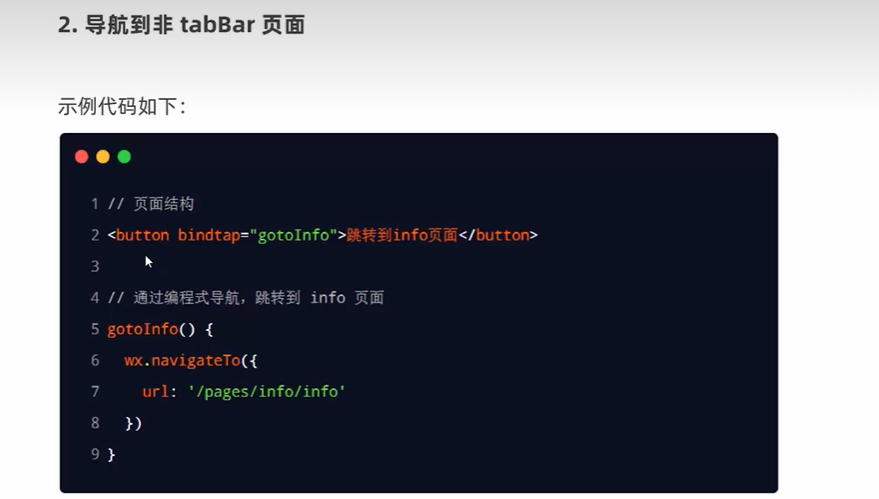 2. 导航到非 tabBar 页面
示例代码如下：
1 // 页面结构
2 <button bindtap="gotoInfo">跳转到info页面</button>
3
4 // 通过编程式导航，跳转到 info 页面
5 gotoInfo() {
6   wx.navigateTo({
7     url: '/pages/info/info'
8   })
9 }